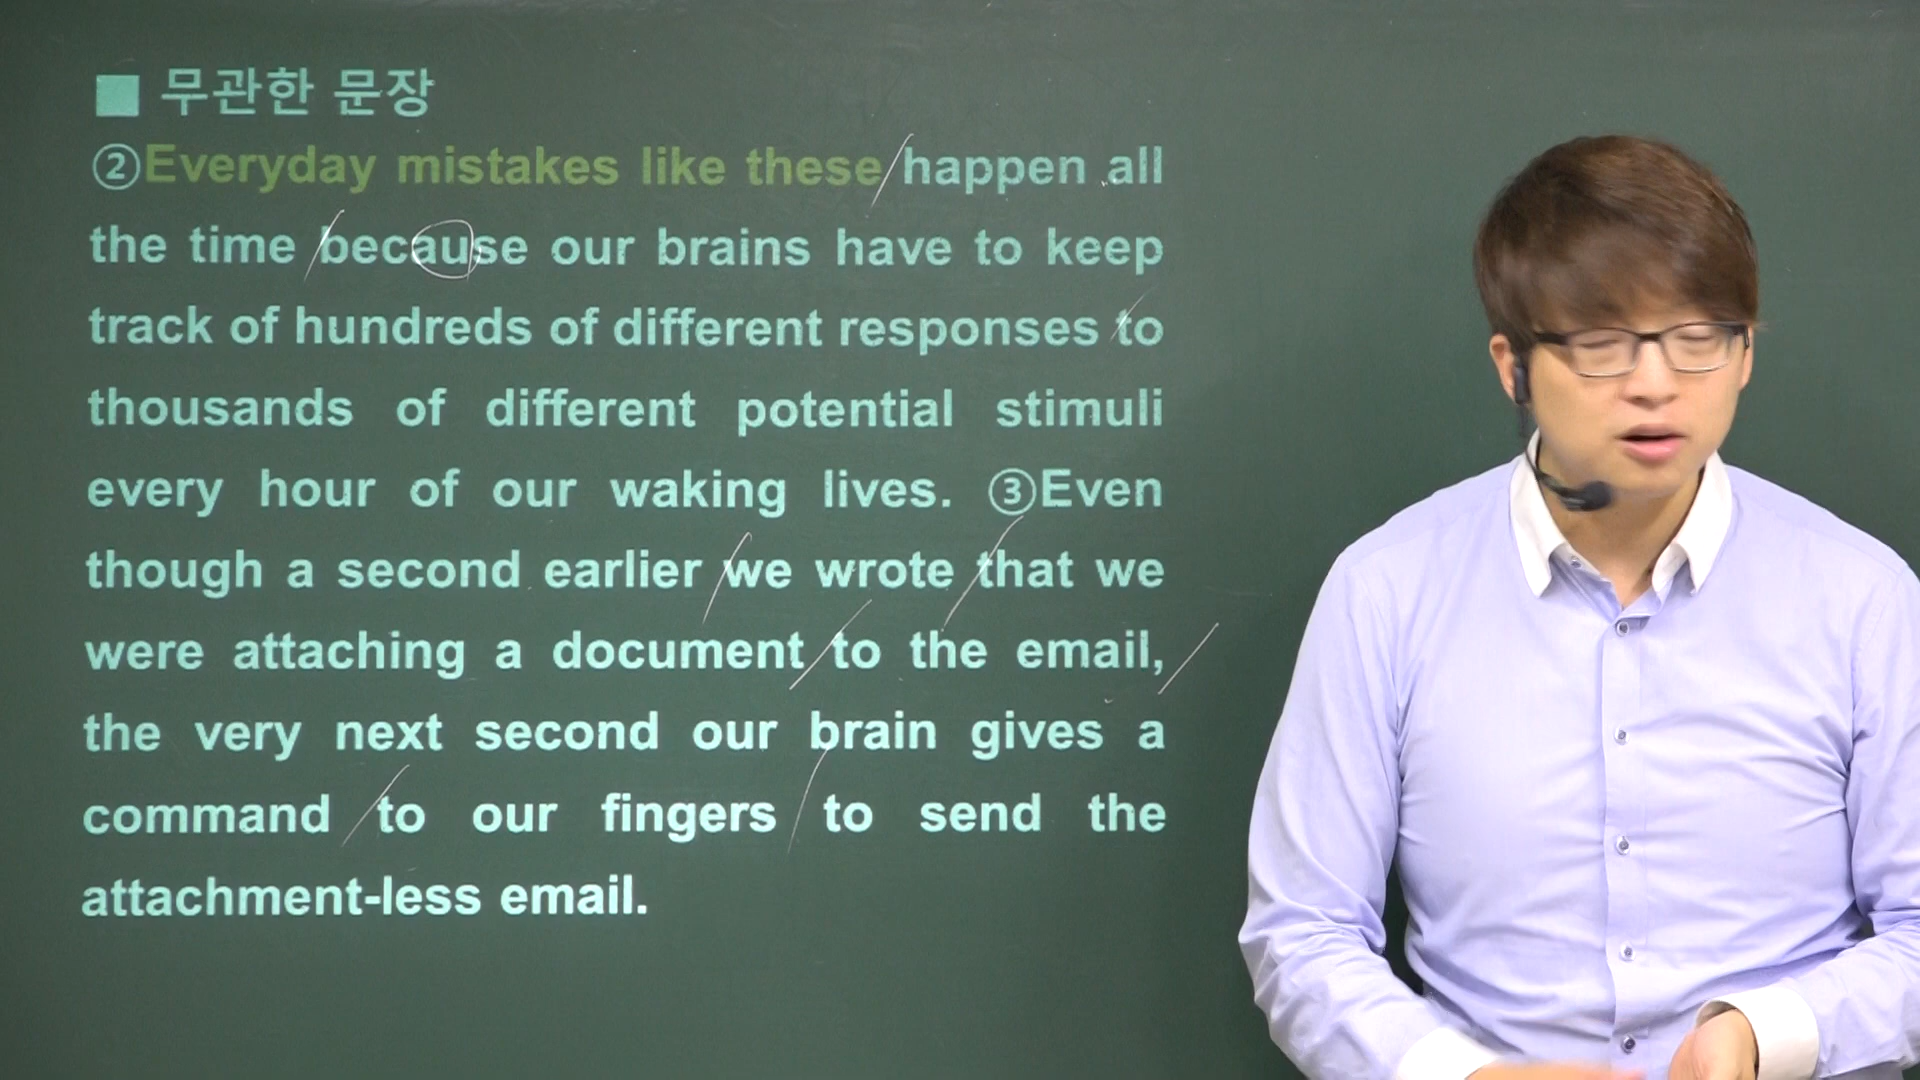 ■ 무관한 문장
②Everyday mistakes like these happen all
the time because our brains have to keep
track of hundreds of different responses to
thousands of different potential stimuli
every hour of our waking lives. ③Even
though a second earlier we wrote that we
were attaching a document to the email,
the very next second our brain gives a
command to our fingers to send the
attachment-less email.